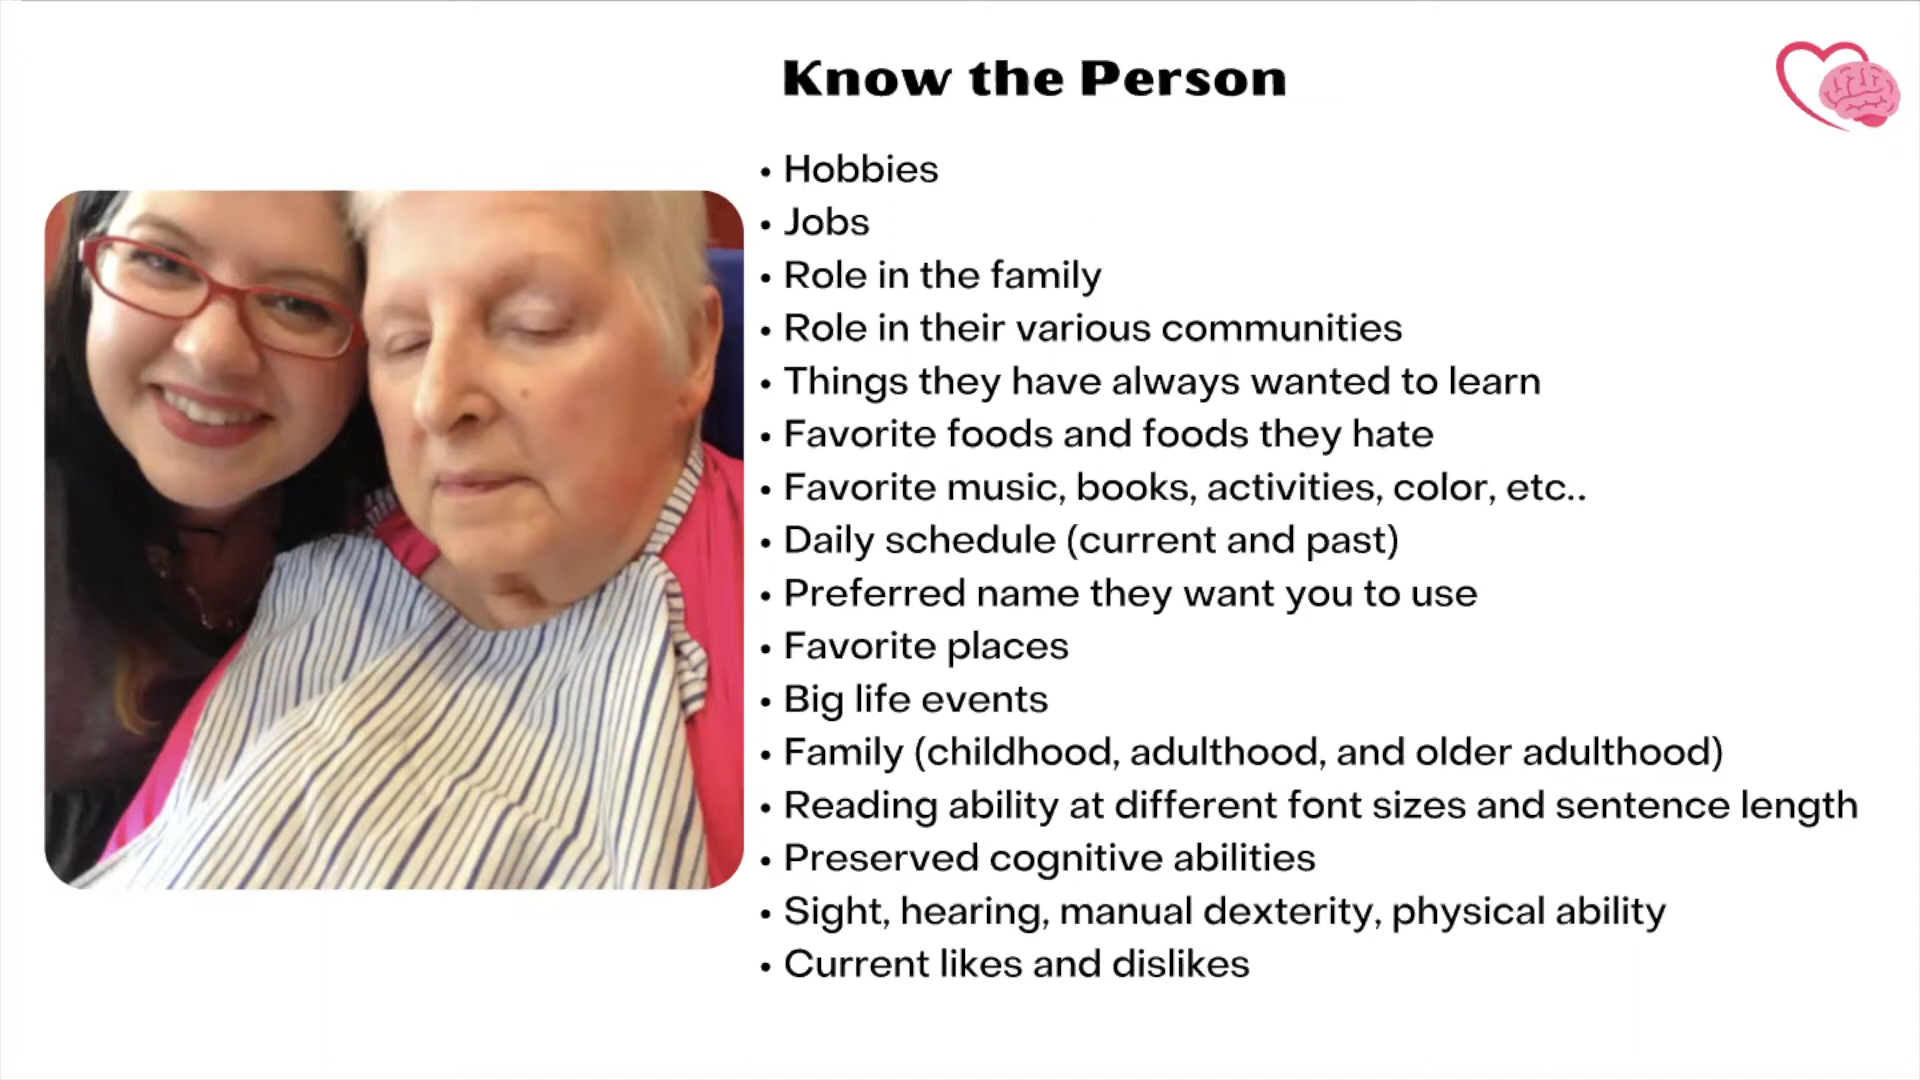 Know the Person
• Hobbies
• Jobs
• Role in the family
• Role in their various communities
• Things they have always wanted to learn
• Favorite foods and foods they hate
• Favorite music, books, activities, color, etc..
• Daily schedule (current and past)
• Preferred name they want you to use
• Favorite places
• Big life events
• Family (childhood, adulthood, and older adulthood)
• Reading ability at different font sizes and sentence length
• Preserved cognitive abilities
• Sight, hearing, manual dexterity, physical ability
• Current likes and dislikes